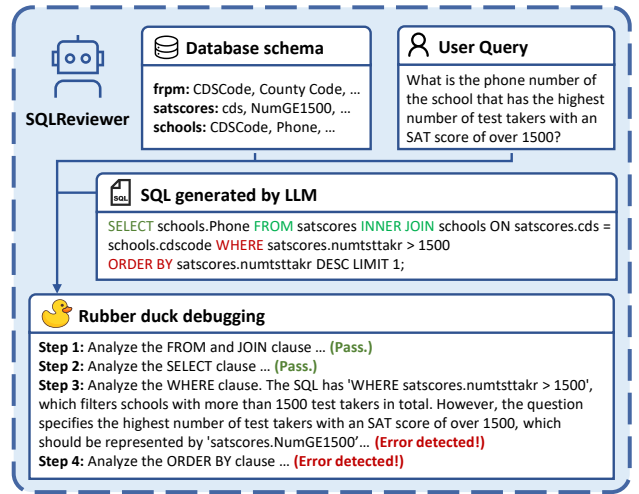 SQLReviewer
Database schema
frpm: CDSCode, County Code, ...
satscores: cds, NumGE1500, ...
schools: CDSCode, Phone, ...
User Query
What is the phone number of
the school that has the highest
number of test takers with an
SAT score of over 1500?
SQL
SQL generated by LLM
SELECT schools.Phone FROM satscores INNER JOIN schools ON satscores.cds =
schools.cdscode WHERE satscores.numtsttakr > 1500
ORDER BY satscores.numtsttakr DESC LIMIT 1;
Rubber duck debugging
Step 1: Analyze the FROM and JOIN clause ... (Pass.)
Step 2: Analyze the SELECT clause ... (Pass.)
Step 3: Analyze the WHERE clause. The SQL has 'WHERE satscores.numtsttakr > 1500',
which filters schools with more than 1500 test takers in total. However, the question
specifies the highest number of test takers with an SAT score of over 1500, which
should be represented by 'satscores.NumGE1500'... (Error detected!)
Step 4: Analyze the ORDER BY clause ... (Error detected!)